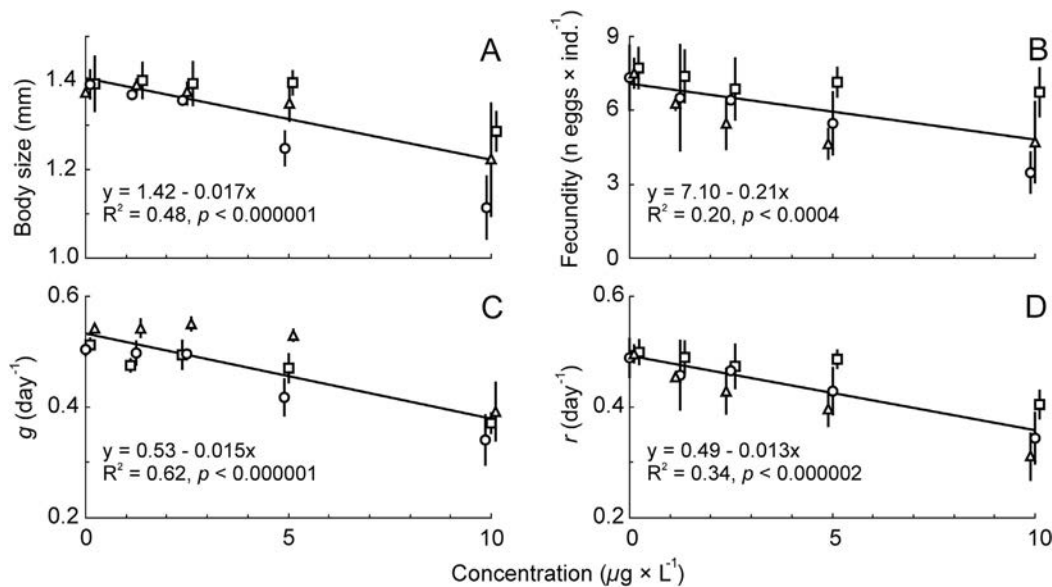 A
Body size (mm)
1.4
1.2
1.0
y = 1.42 - 0.017x
R² = 0.48, p < 0.000001
B
Fecundity (n eggs × ind.⁻¹)
9
6
3
0
y = 7.10 - 0.21x
R² = 0.20, p < 0.0004
C
g (day⁻¹)
0.6
0.4
0.2
y = 0.53 - 0.015x
R² = 0.62, p < 0.000001
0
5
10
D
r (day⁻¹)
0.6
0.4
0.2
y = 0.49 - 0.013x
R² = 0.34, p < 0.000002
0
5
10
Concentration (µg × L⁻¹)